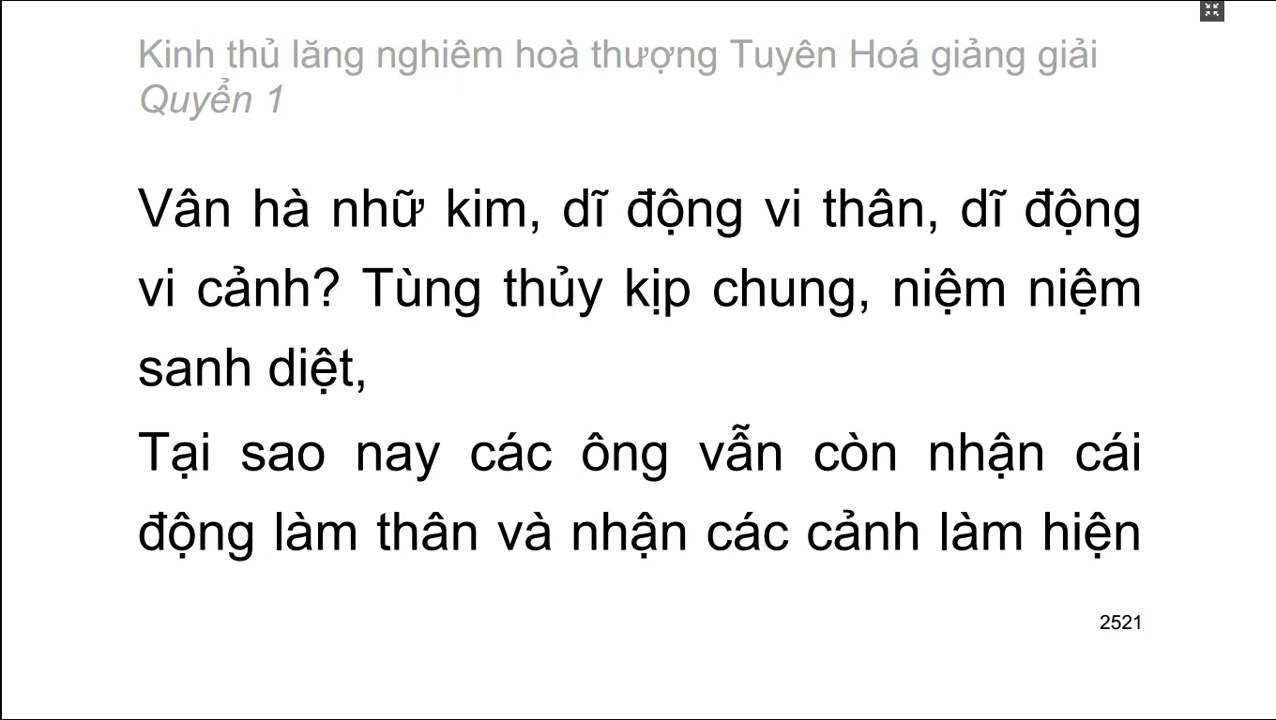 Kinh thủ lăng nghiêm hoà thượng Tuyên Hoá giảng giải
Quyển 1
Vân hà nhữ kim, dĩ động vi thân, dĩ động
vi cảnh? Tùng thủy kịp chung, niệm niệm
sanh diệt,
Tại sao nay các ông vẫn còn nhận cái
động làm thân và nhận các cảnh làm hiện
2521